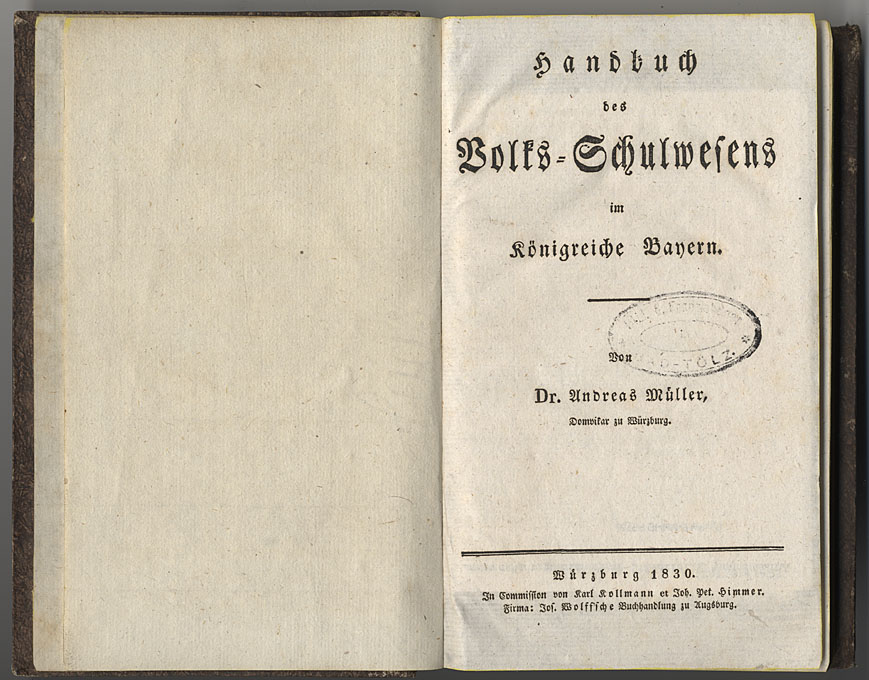 Handbuch
des
Volks-Schulwesens
im
Königreiche Bayern.
Von
TÖLZ.
Dr. Andreas Müller,
Domvikar zu Würzburg.
Würzburg 1830.
In Commission von Karl Kollmann et Joh. Pet. Himmer.
Firma: Jos. Wolffsche Buchhandlung zu Augsburg.